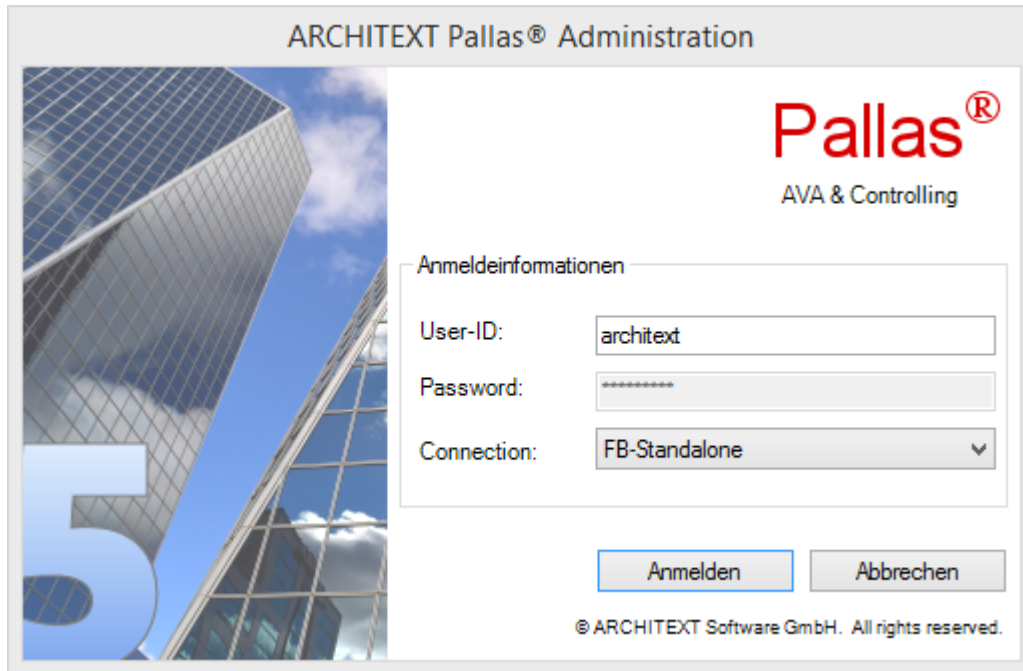 ARCHITEXT Pallas® Administration
Pallas®
AVA & Controlling
Anmeldeinformationen
User-ID: architext
Password: *********
Connection: FB-Standalone
5
Anmelden Abbrechen
© ARCHITEXT Software GmbH. All rights reserved.